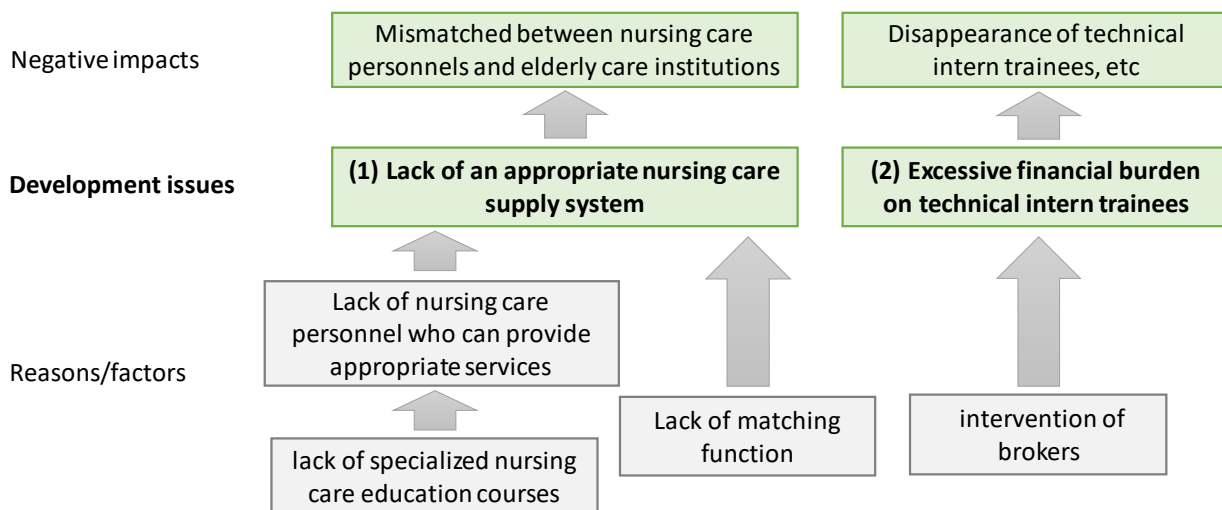 Negative impacts
Mismatched between nursing care
personnels and elderly care institutions
Disappearance of technical
intern trainees, etc
Development issues
(1) Lack of an appropriate nursing care
supply system
(2) Excessive financial burden
on technical intern trainees
Reasons/factors
Lack of nursing care
personnel who can provide
appropriate services
Lack of matching
function
intervention of
brokers
lack of specialized nursing
care education courses